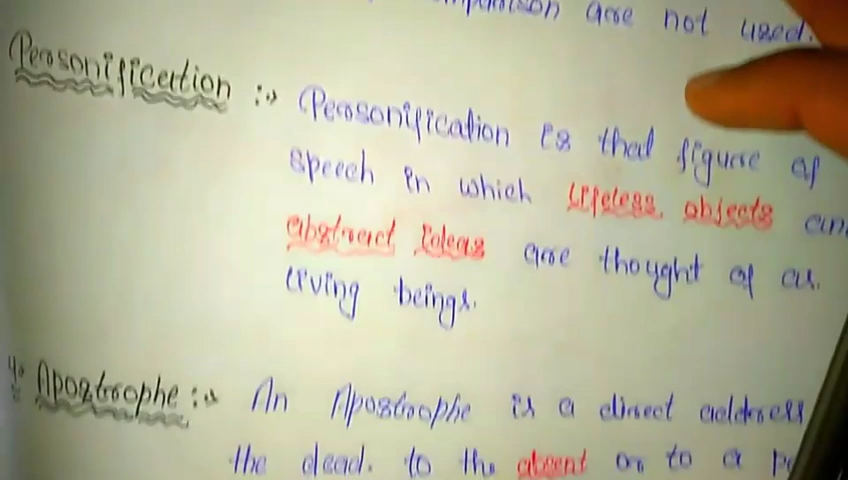 are not used.
Personification :-> Personification is that figure of
speech in which lifeless objects
abstract ideas are thought of as
living beings.
4. Apostrophe :-> An Apostrophe is a direct address
the dead. to the absent or to a